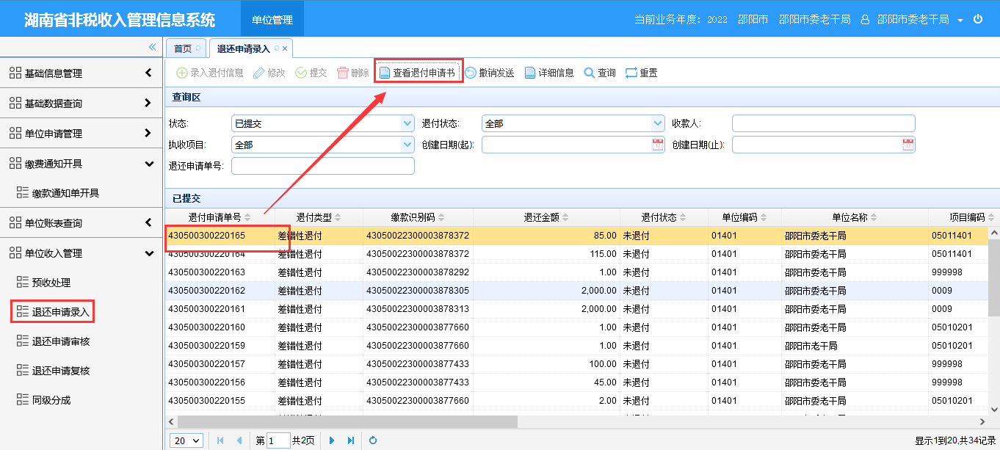 湖南省非税收入管理信息系统 单位管理 当前业务年度：2022 邵阳市 邵阳市委老干局 邵阳市委老干局
首页 退还申请录入
基础信息管理
基础数据查询
单位申请管理
缴费通知开具
缴款通知单开具
单位账表查询
单位收入管理
预收处理
退还申请录入
退还申请审核
退还申请复核
同级分成
录入退付信息 修改 提交 删除 查看退付申请书 撤销发送 详细信息 查询 重置
查询区
状态: 已提交 退付状态: 全部 收款人:
执收项目: 全部 创建日期(起): 创建日期(止):
退还申请单号:
已提交
退付申请单号 退付类型 缴款识别码 退还金额 退付状态 单位编码 单位名称 项目编码
430500300220165 差错性退付 43050022300003878372 85.00 未退付 01401 邵阳市委老干局 05011401
430500300220164 差错性退付 43050022300003878372 115.00 未退付 01401 邵阳市委老干局 05011401
430500300220163 差错性退付 43050022300003878292 1.00 未退付 01401 邵阳市委老干局 999998
430500300220162 差错性退付 43050022300003878305 2,000.00 未退付 01401 邵阳市委老干局 0009
430500300220161 差错性退付 43050022300003878313 2,000.00 未退付 01401 邵阳市委老干局 0009
430500300220160 差错性退付 43050022300003877660 1.00 未退付 01401 邵阳市委老干局 05010201
430500300220159 差错性退付 43050022300003877660 1.00 未退付 01401 邵阳市老干局 05010201
430500300220157 差错性退付 43050022300003877433 100.00 未退付 01401 邵阳市委老干局 999998
430500300220156 差错性退付 43050022300003877433 45.00 未退付 01401 邵阳市委老干局 999998
430500300220155 差错性退付 43050022300003877660 2.00 未退付 01401 邵阳市委老干局 05010201
20 第 1 共2页 显示1到20,共34记录